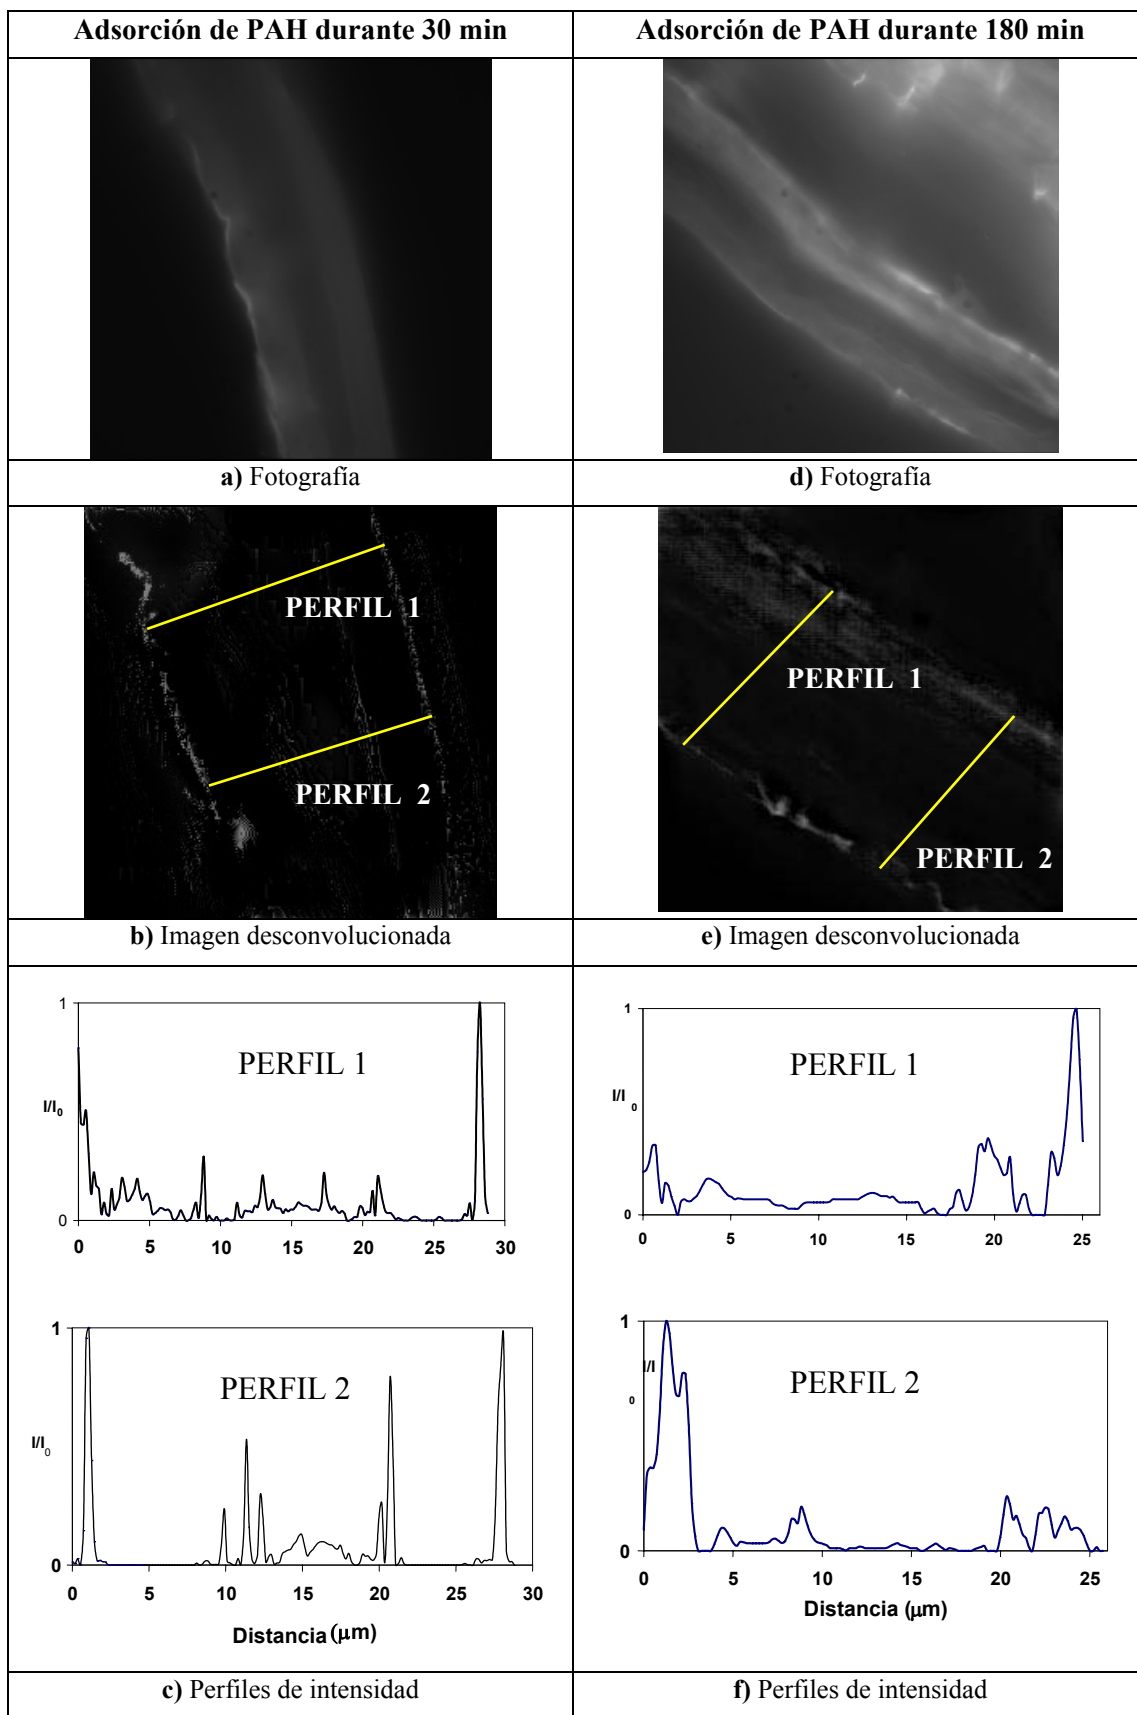 Adsorción de PAH durante 30 min
Adsorción de PAH durante 180 min
a) Fotografía
d) Fotografía
PERFIL 1
PERFIL 2
PERFIL 1
PERFIL 2
b) Imagen desconvolucionada
e) Imagen desconvolucionada
1
PERFIL 1
I/I0
0
0 5 10 15 20 25 30
1
PERFIL 1
I/I 0
0
0 5 10 15 20 25
1
PERFIL 2
I/I0
0
0 5 10 15 20 25 30
Distancia (µm)
1
PERFIL 2
I/I
0
0
0 5 10 15 20 25
Distancia (µm)
c) Perfiles de intensidad
f) Perfiles de intensidad